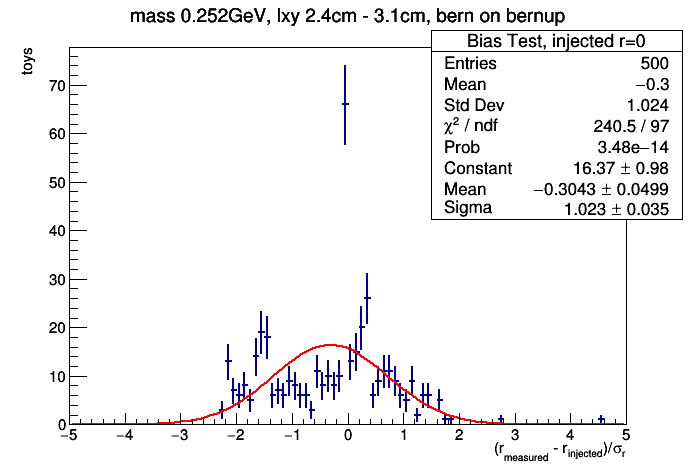 mass 0.252GeV, lxy 2.4cm - 3.1cm, bern on bernup
Bias Test, injected r=0
Entries 500
Mean −0.3
Std Dev 1.024
χ² / ndf 240.5 / 97
Prob 3.48e−14
Constant 16.37 ± 0.98
Mean −0.3043 ± 0.0499
Sigma 1.023 ± 0.035
toys
70
60
50
40
30
20
10
0
−5 −4 −3 −2 −1 0 1 2 3 4 5
(r_measured - r_injected)/σ_r